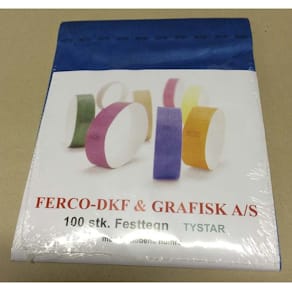 FERCO-DKF & GRAFISK A/S
100 stk. Festtegn TYSTAR